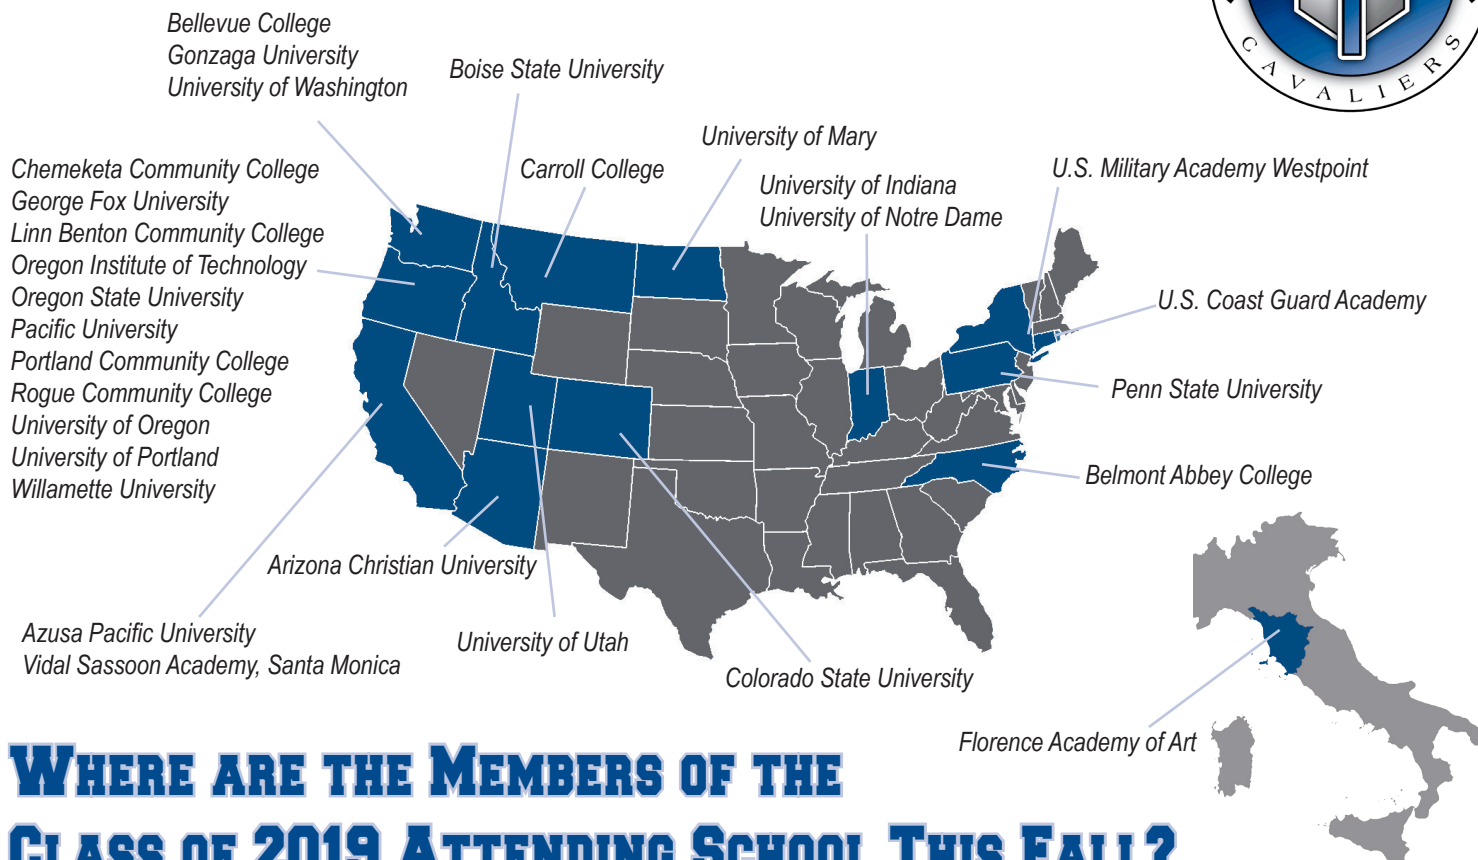 Bellevue College
Gonzaga University
University of Washington
Boise State University
CAVALIERS
University of Mary
Carroll College
University of Indiana
University of Notre Dame
U.S. Military Academy Westpoint
Chemeketa Community College
George Fox University
Linn Benton Community College
Oregon Institute of Technology
Oregon State University
Pacific University
Portland Community College
Rogue Community College
University of Oregon
University of Portland
Willamette University
U.S. Coast Guard Academy
Penn State University
Belmont Abbey College
Arizona Christian University
Azusa Pacific University
Vidal Sassoon Academy, Santa Monica
University of Utah
Colorado State University
Florence Academy of Art
Where are the Members of the
Class of 2019 Attending School This Fall?